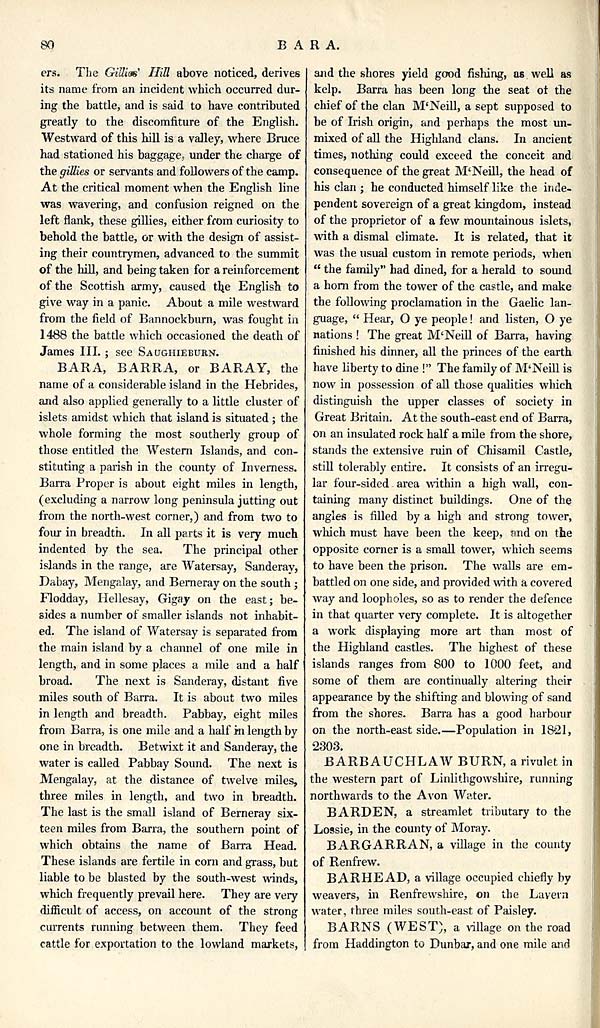 80
BARA.
ers. The Gillies' Hill above noticed, derives
its name from an incident which occurred dur-
ing the battle, and is said to have contributed
greatly to the discomfiture of the English.
Westward of this hill is a valley, where Bruce
had stationed his baggage, under the charge of
the gillies or servants and followers of the camp.
At the critical moment when the English line
was wavering, and confusion reigned on the
left flank, these gillies, either from curiosity to
behold the battle, or with the design of assist-
ing their countrymen, advanced to the summit
of the hill, and being taken for a reinforcement
of the Scottish army, caused the English to
give way in a panic. About a mile westward
from the field of Bannockburn, was fought in
1488 the battle which occasioned the death of
James III.; see SAUGHIEBURN.
BARA, BARRA, or BARAY, the
name of a considerable island in the Hebrides,
and also applied generally to a little cluster of
islets amidst which that island is situated; the
whole forming the most southerly group of
those entitled the Western Islands, and con-
stituting a parish in the county of Inverness.
Barra Proper is about eight miles in length,
(excluding a narrow long peninsula jutting out
from the north-west corner,) and from two to
four in breadth. In all parts it is very much
indented by the sea. The principal other
islands in the range, are Watersay, Sanderay,
Dabay, Mengalay, and Berneray on the south;
Flodday, Hellesay, Gigay on the east; be-
sides a number of smaller islands not inhabit-
ed. The island of Watersay is separated from
the main island by a channel of one mile in
length, and in some places a mile and a half
broad. The next is Sanderay, distant five
miles south of Barra. It is about two miles
in length and breadth. Pabbay, eight miles
from Barra, is one mile and a half in length by
one in breadth. Betwixt it and Sanderay, the
water is called Pabbay Sound. The next is
Mengalay, at the distance of twelve miles,
three miles in length, and two in breadth.
The last is the small island of Berneray six-
teen miles from Barra, the southern point of
which obtains the name of Barra Head.
These islands are fertile in corn and grass, but
liable to be blasted by the south-west winds,
which frequently prevail here. They are very
difficult of access, on account of the strong
currents running between them. They feed
cattle for exportation to the lowland markets,
and the shores yield good fishing, as well as
kelp. Barra has been long the seat of the
chief of the clan M'Neill, a sept supposed to
be of Irish origin, and perhaps the most un-
mixed of all the Highland clans. In ancient
times, nothing could exceed the conceit and
consequence of the great M'Neill, the head of
his clan; he conducted himself like the inde-
pendent sovereign of a great kingdom, instead
of the proprietor of a few mountainous islets,
with a dismal climate. It is related, that it
was the usual custom in remote periods, when
"the family" had dined, for a herald to sound
a horn from the tower of the castle, and make
the following proclamation in the Gaelic lan-
guage, "Hear, O ye people! and listen, O ye
nations! The great M'Neill of Barra, having
finished his dinner, all the princes of the earth
have liberty to dine!" The family of M'Neill is
now in possession of all those qualities which
distinguish the upper classes of society in
Great Britain. At the south-east end of Barra,
on an insulated rock half a mile from the shore,
stands the extensive ruin of Chisamil Castle,
still tolerably entire. It consists of an irregu-
lar four-sided area within a high wall, con-
taining many distinct buildings. One of the
angles is filled by a high and strong tower,
which must have been the keep, and on the
opposite corner is a small tower, which seems
to have been the prison. The walls are em-
battled on one side, and provided with a covered
way and loopholes, so as to render the defence
in that quarter very complete. It is altogether
a work displaying more art than most of
the Highland castles. The highest of these
islands ranges from 800 to 1000 feet, and
some of them are continually altering their
appearance by the shifting and blowing of sand
from the shores. Barra has a good harbour
on the north-east side.—Population in 1821,
2303.
BARBAUCHLAW BURN, a rivulet in
the western part of Linlithgowshire, running
northwards to the Avon Water.
BARDEN, a streamlet tributary to the
Lossie, in the county of Moray.
BARGARRAN, a village in the county
of Renfrew.
BARHEAD, a village occupied chiefly by
weavers, in Renfrewshire, on the Lavern
water, three miles south-east of Paisley.
BARNS (WEST), a village on the road
from Haddington to Dunbar, and one mile and